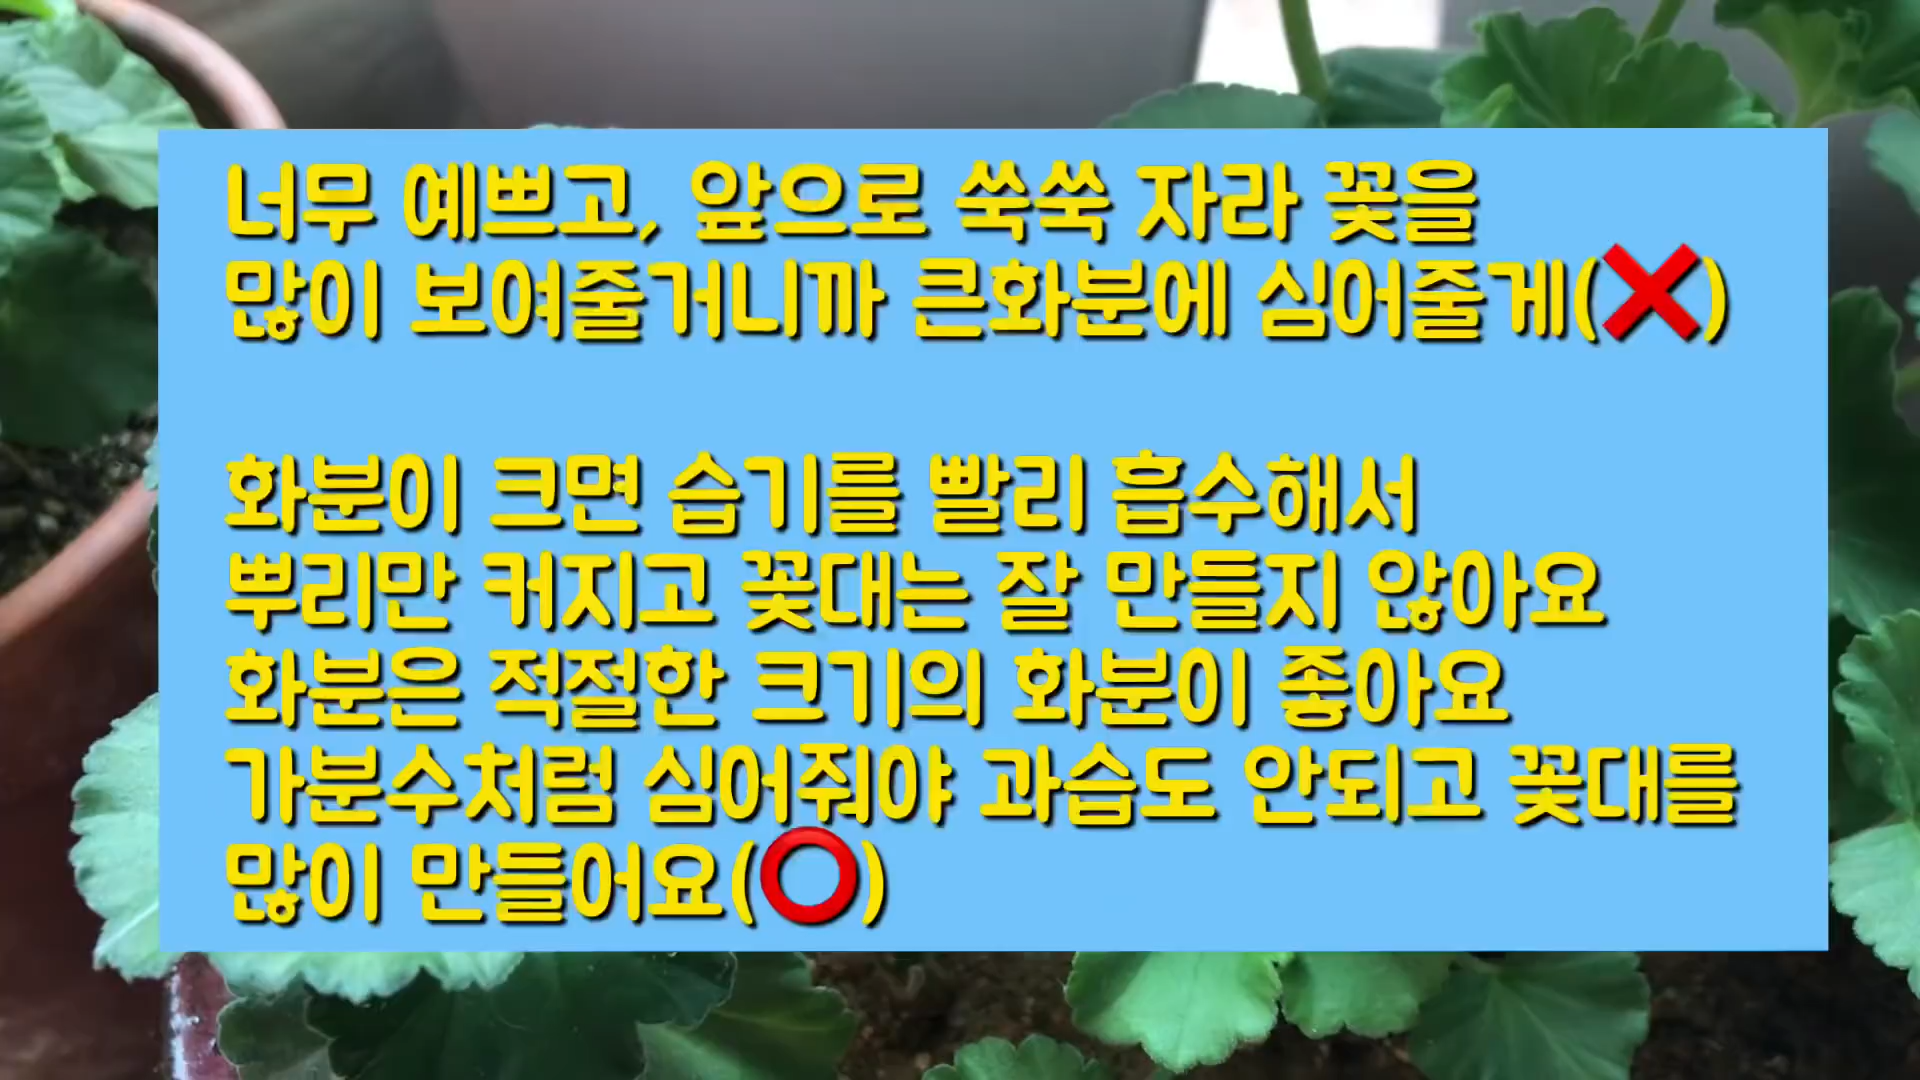 너무 예쁘고, 앞으로 쑥쑥 자라 꽃을
많이 보여줄거니까 큰화분에 심어줄게(❌)
화분이 크면 습기를 빨리 흡수해서
뿌리만 커지고 꽃대는 잘 만들지 않아요
화분은 적절한 크기의 화분이 좋아요
가분수처럼 심어줘야 과습도 안되고 꽃대를
많이 만들어요(⭕)